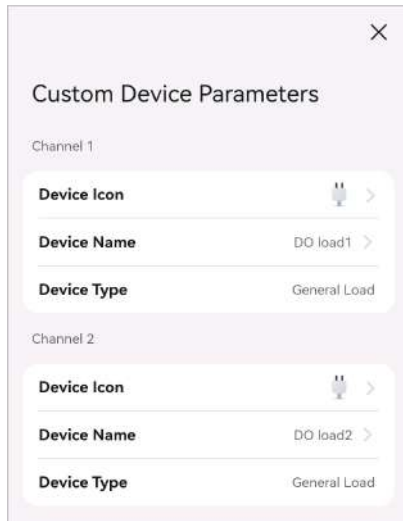 Custom Device Parameters
Channel 1
Device Icon
Device Name DO load1
Device Type General Load
Channel 2
Device Icon
Device Name DO load2
Device Type General Load